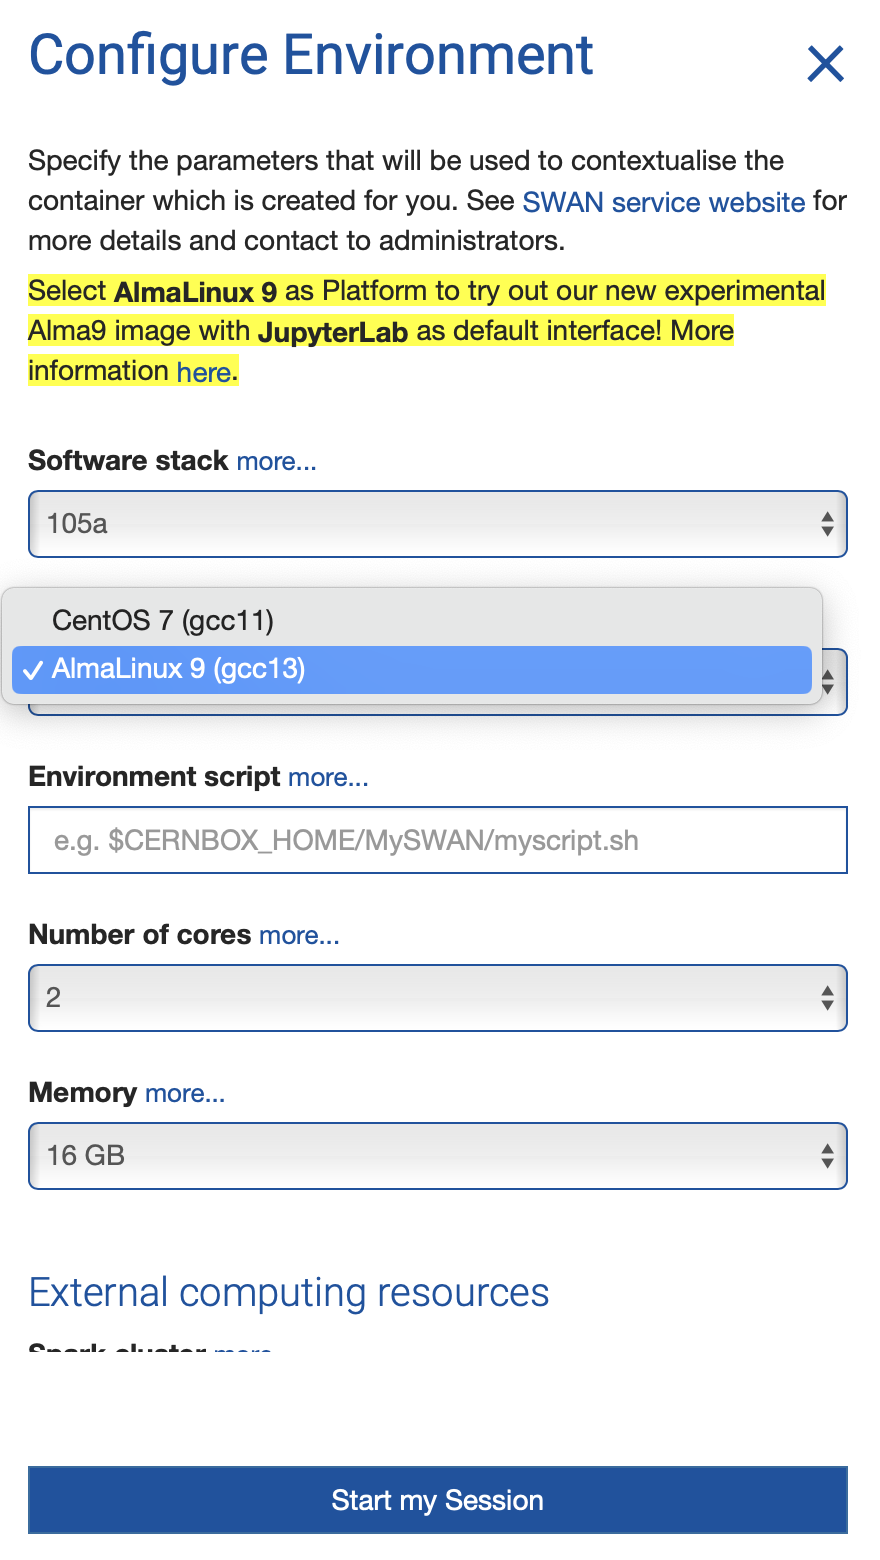 Configure Environment
Specify the parameters that will be used to contextualise the
container which is created for you. See SWAN service website for
more details and contact to administrators.
Select AlmaLinux 9 as Platform to try out our new experimental
Alma9 image with JupyterLab as default interface! More
information here.
Software stack more...
105a
CentOS 7 (gcc11)
✓ AlmaLinux 9 (gcc13)
Environment script more...
e.g. $CERNBOX_HOME/MySWAN/myscript.sh
Number of cores more...
2
Memory more...
16 GB
External computing resources
Spark cluster more
Start my Session